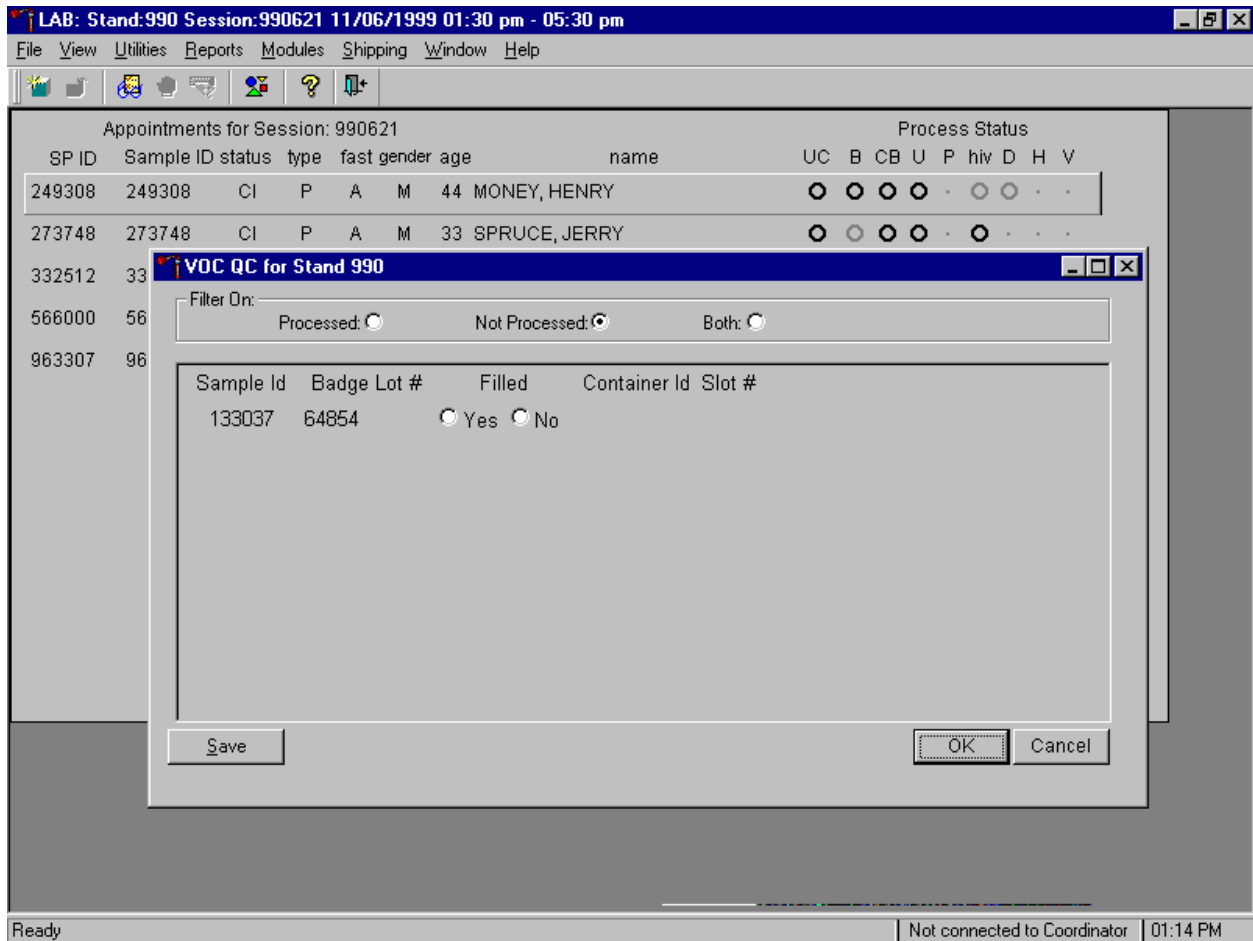 LAB: Stand:990 Session:990621 11/06/1999 01:30 pm - 05:30 pm
File View Utilities Reports Modules Shipping Window Help
Appointments for Session: 990621 Process Status
SP ID Sample ID status type fast gender age name UC B CB U P hiv D H V
249308 249308 CI P A M 44 MONEY, HENRY
273748 273748 CI P A M 33 SPRUCE, JERRY
332512 33
566000 56
963307 96
VOC QC for Stand 990
Filter On:
Processed: Not Processed: Both:
Sample Id Badge Lot # Filled Container Id Slot #
133037 64854 Yes No
Save OK Cancel
Ready Not connected to Coordinator 01:14 PM